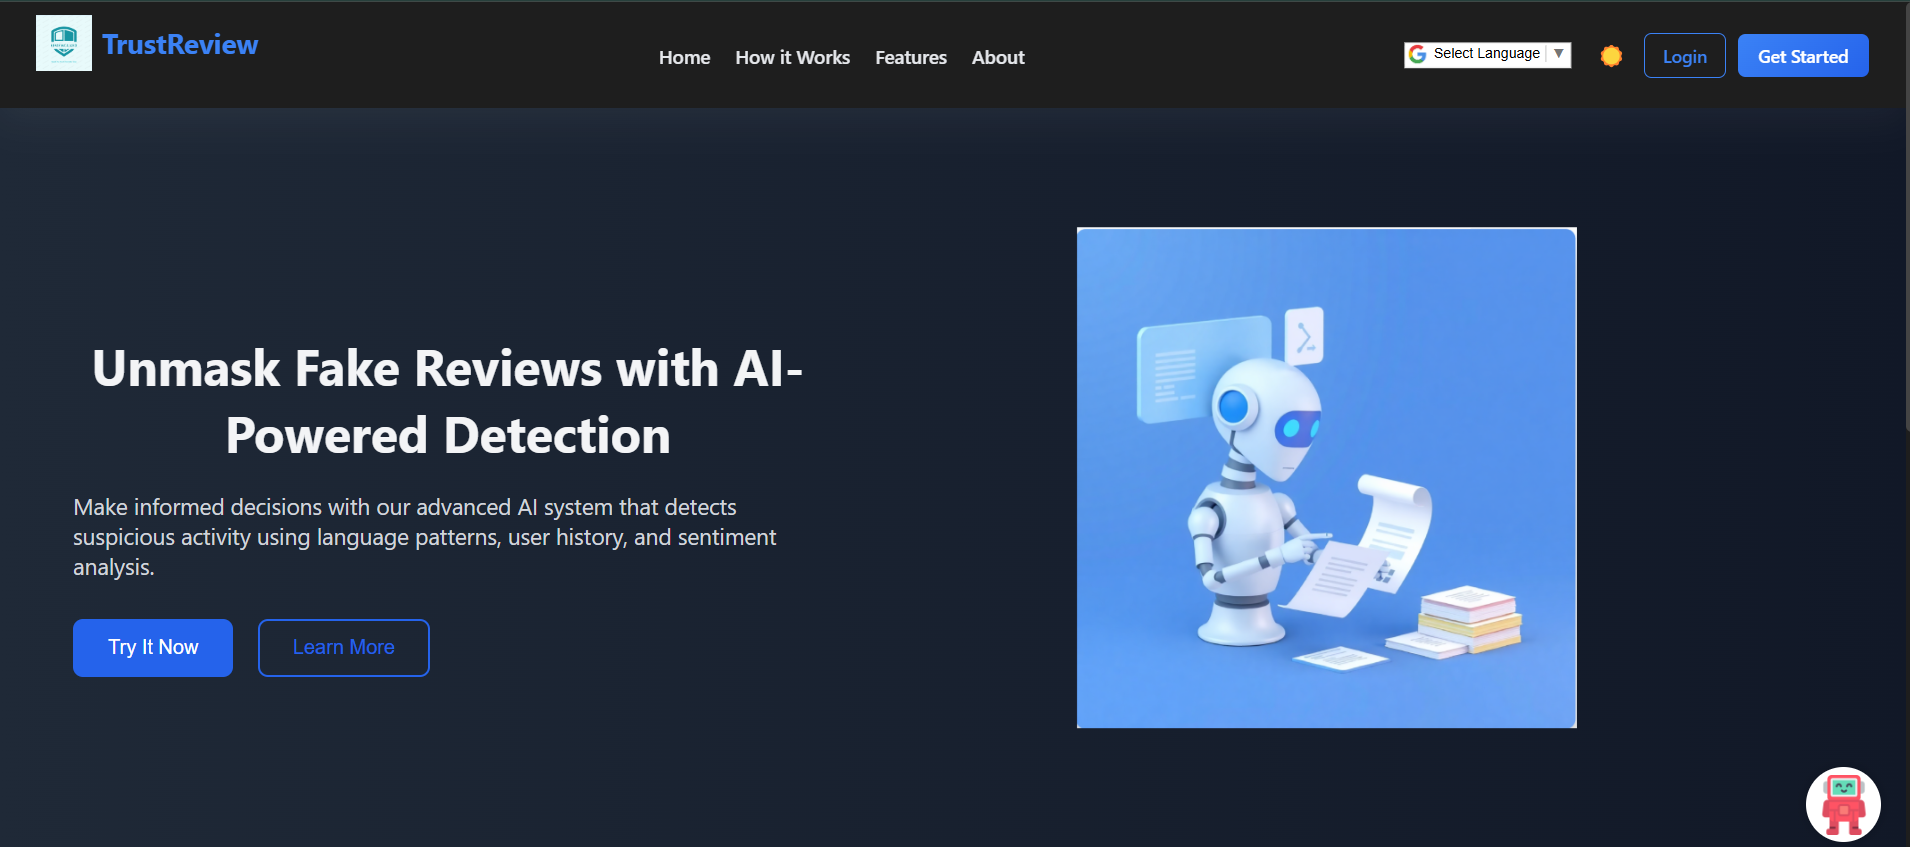 TrustReview
Home How it Works Features About
Select Language ▼
Login
Get Started
Unmask Fake Reviews with AI-
Powered Detection
Make informed decisions with our advanced AI system that detects
suspicious activity using language patterns, user history, and sentiment
analysis.
Try It Now
Learn More